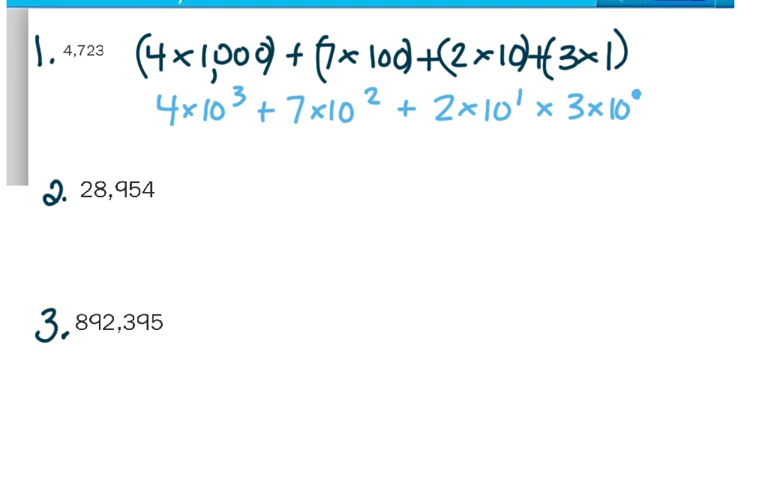 1. 4,723 (4×1,000) + (7×100)+(2×10)+(3×1)
4×10³ + 7×10² + 2×10¹ × 3×10⁰
2. 28,954
3. 892,395